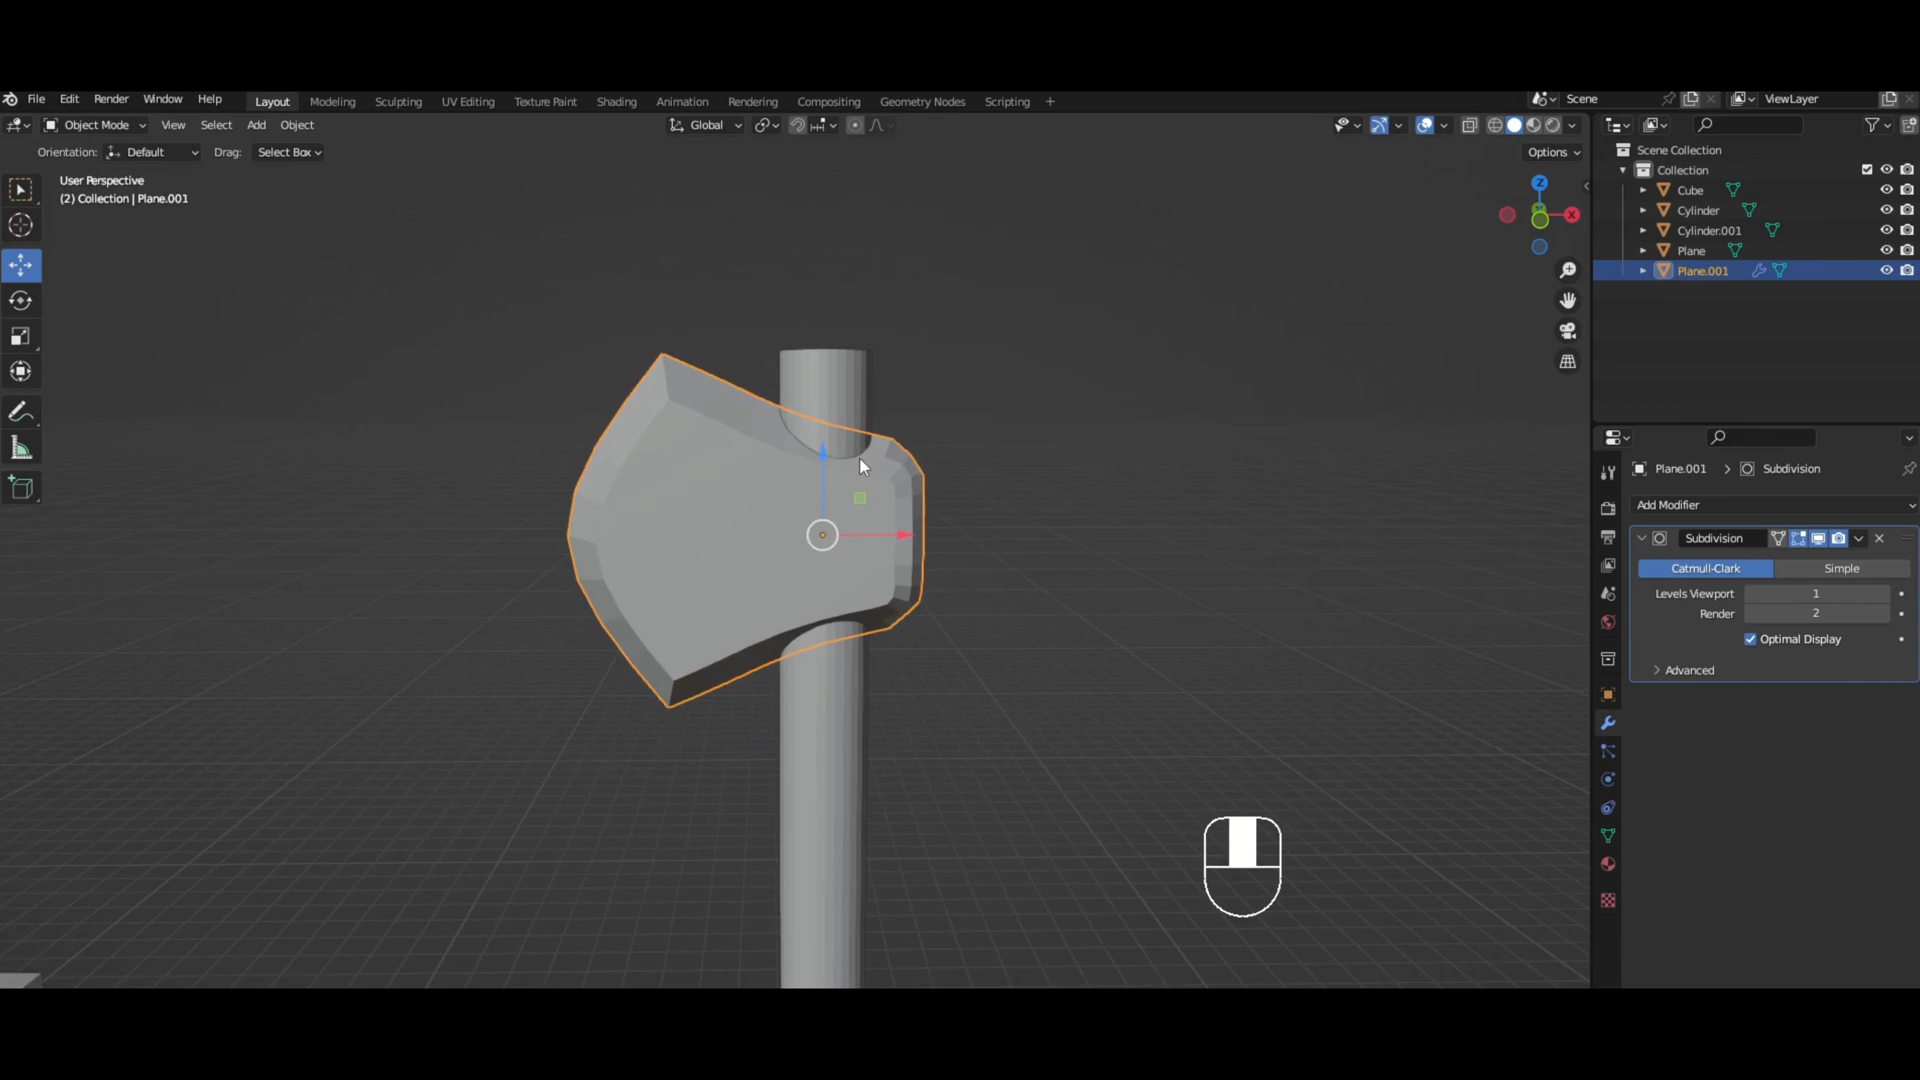 File Edit Render Window Help Layout Modeling Sculpting UV Editing Texture Paint Shading Animation Rendering Compositing Geometry Nodes Scripting + Scene ViewLayer
Object Mode View Select Add Object Global
Orientation: Default Drag: Select Box Options
User Perspective
(2) Collection | Plane.001
Z
X
Scene Collection
Collection
Cube
Cylinder
Cylinder.001
Plane
Plane.001
Plane.001 > Subdivision
Add Modifier
Subdivision
Catmull-Clark Simple
Levels Viewport 1
Render 2
Optimal Display
Advanced